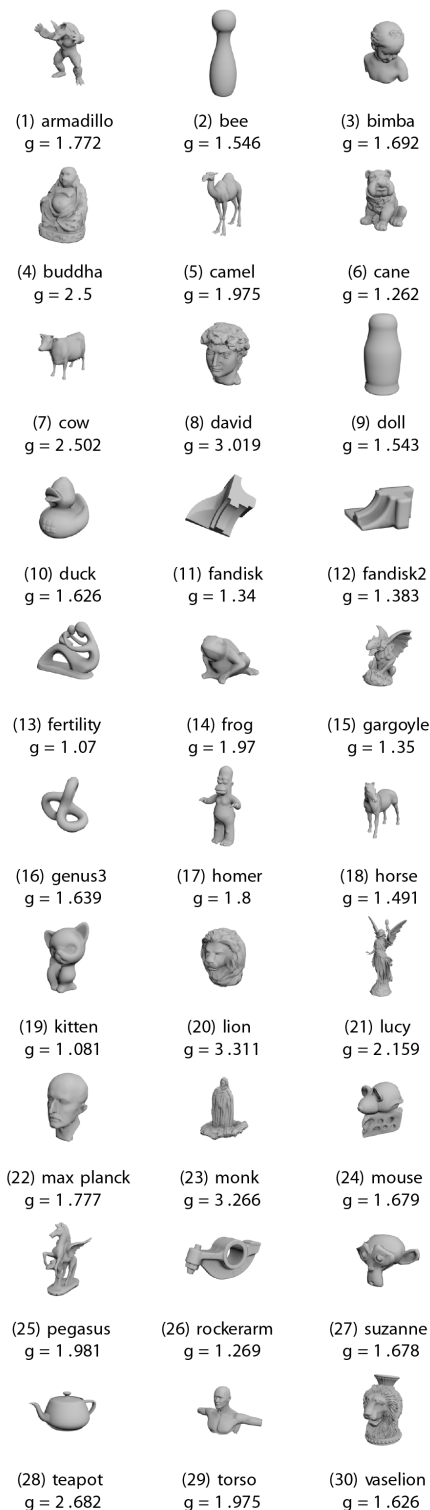 (1) armadillo (2) bee (3) bimba
g = 1.772 g = 1.546 g = 1.692
(4) buddha (5) camel (6) cane
g = 2.5 g = 1.975 g = 1.262
(7) cow (8) david (9) doll
g = 2.502 g = 3.019 g = 1.543
(10) duck (11) fandisk (12) fandisk2
g = 1.626 g = 1.34 g = 1.383
(13) fertility (14) frog (15) gargoyle
g = 1.07 g = 1.97 g = 1.35
(16) genus3 (17) homer (18) horse
g = 1.639 g = 1.8 g = 1.491
(19) kitten (20) lion (21) lucy
g = 1.081 g = 3.311 g = 2.159
(22) max planck (23) monk (24) mouse
g = 1.777 g = 3.266 g = 1.679
(25) pegasus (26) rockerarm (27) suzanne
g = 1.981 g = 1.269 g = 1.678
(28) teapot (29) torso (30) vaselion
g = 2.682 g = 1.975 g = 1.626